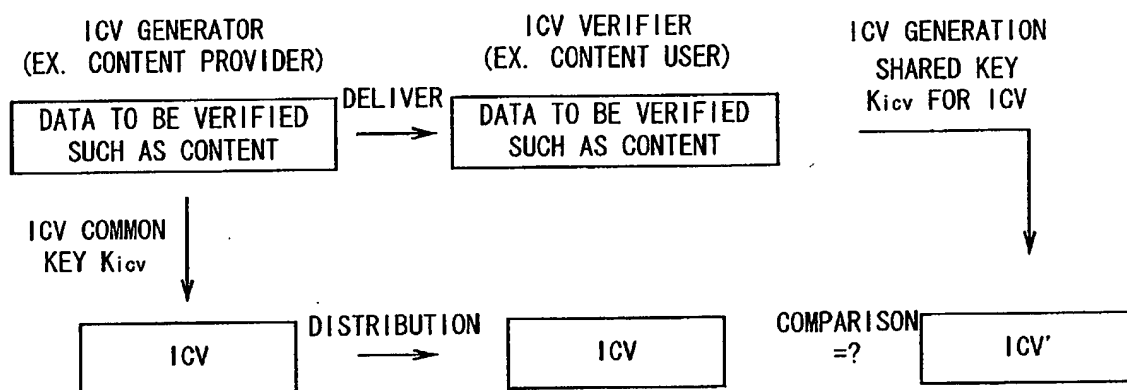 ICV GENERATOR
(EX. CONTENT PROVIDER)
DATA TO BE VERIFIED
SUCH AS CONTENT
DELIVER
ICV VERIFIER
(EX. CONTENT USER)
DATA TO BE VERIFIED
SUCH AS CONTENT
ICV GENERATION
SHARED KEY
Kicv FOR ICV
ICV COMMON
KEY Kicv
ICV
DISTRIBUTION
ICV
COMPARISON
=?
ICV'